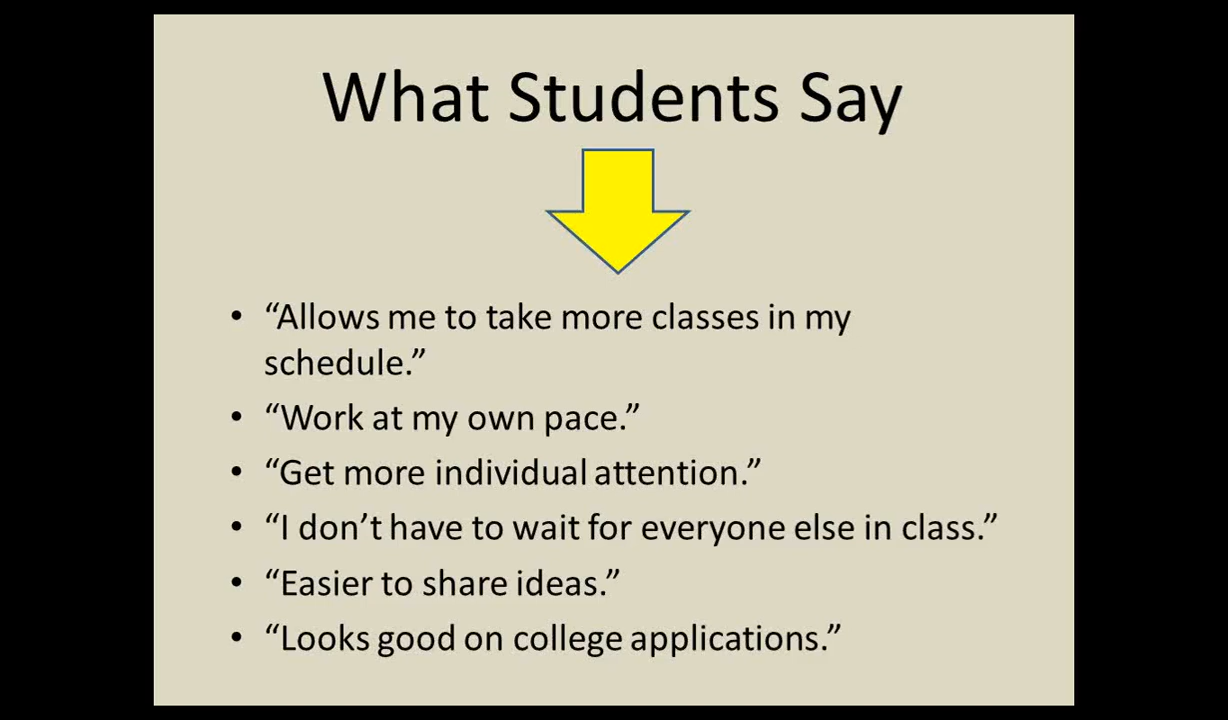 What Students Say
• “Allows me to take more classes in my
schedule.”
• “Work at my own pace.”
• “Get more individual attention.”
• “I don’t have to wait for everyone else in class.”
• “Easier to share ideas.”
• “Looks good on college applications.”